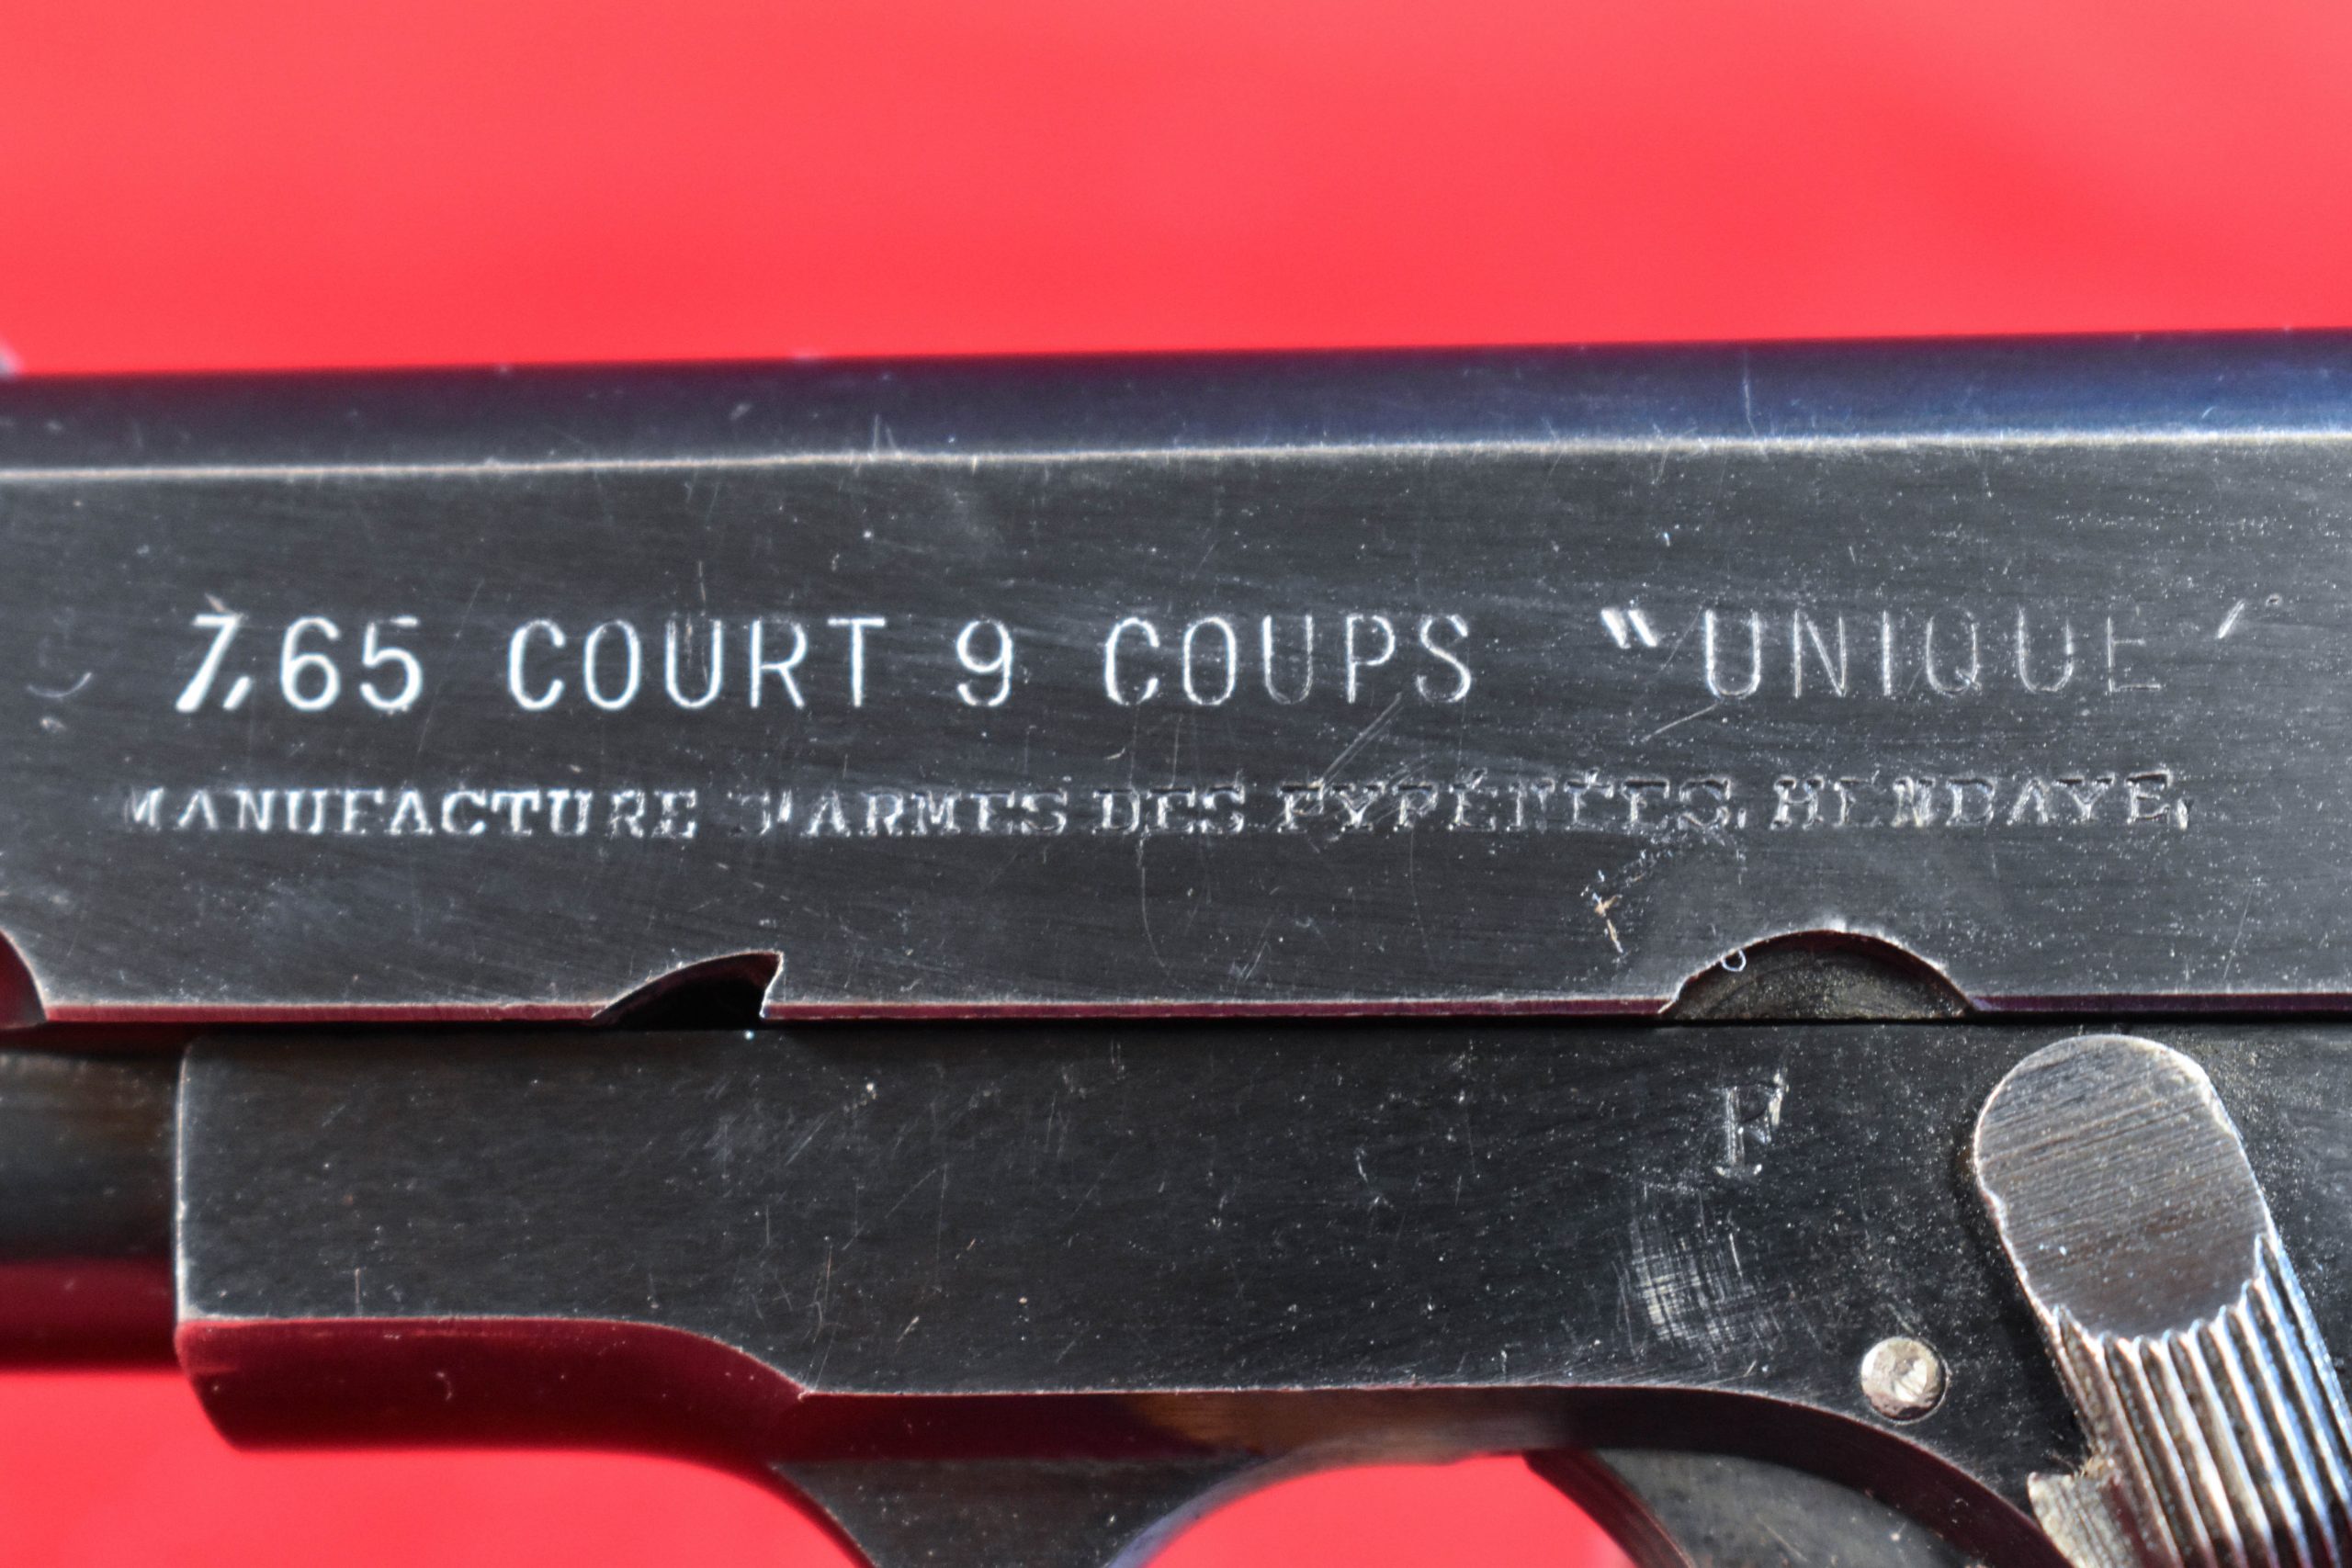 7,65 COURT 9 COUPS "UNIQUE"
MANUFACTURE D'ARMES DES PYRÉNÉES, HENDAYE,
F